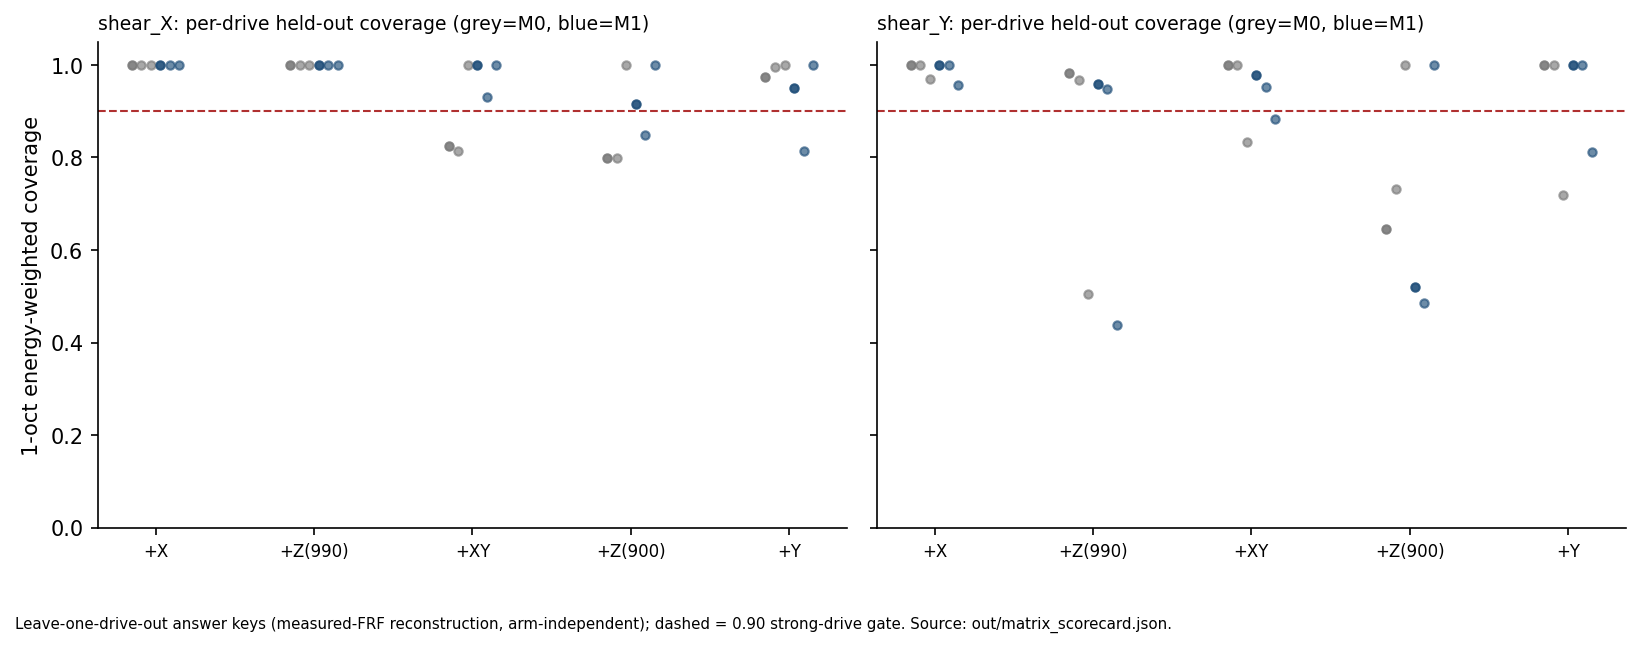 shear_X: per-drive held-out coverage (grey=M0, blue=M1)
shear_Y: per-drive held-out coverage (grey=M0, blue=M1)
1-oct energy-weighted coverage
1.0
0.8
0.6
0.4
0.2
0.0
+X
+Z(990)
+XY
+Z(900)
+Y
+X
+Z(990)
+XY
+Z(900)
+Y
Leave-one-drive-out answer keys (measured-FRF reconstruction, arm-independent); dashed = 0.90 strong-drive gate. Source: out/matrix_scorecard.json.